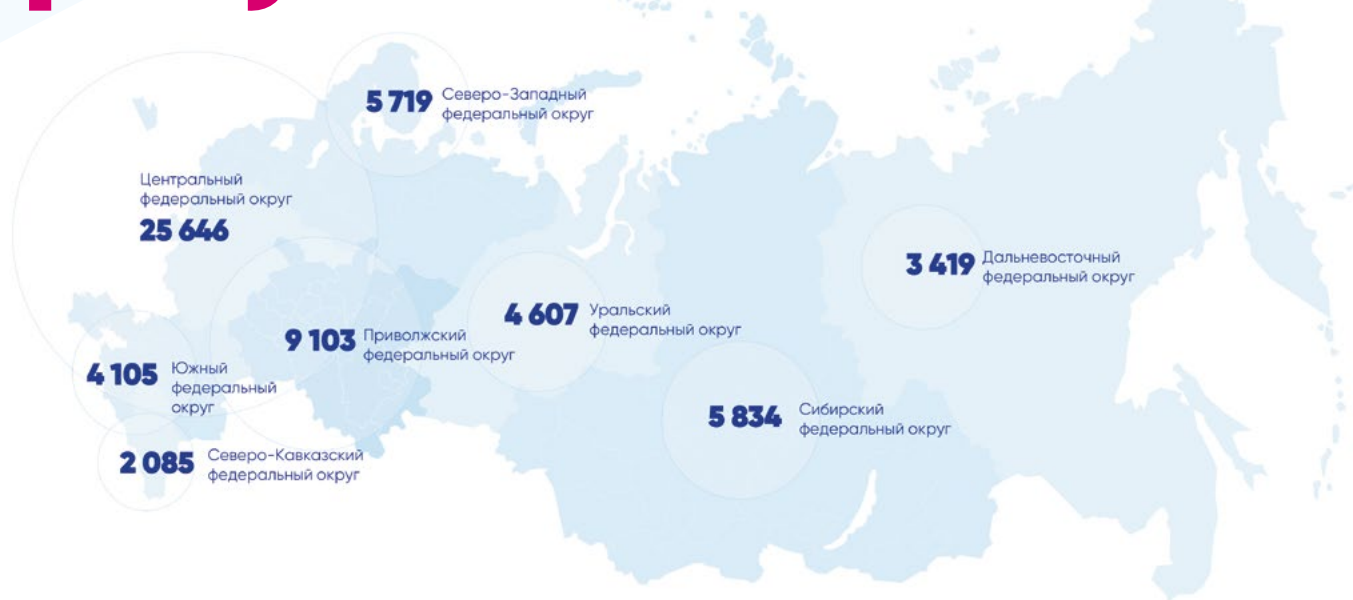 5 719
Северо-Западный
федеральный округ
Центральный
федеральный округ
25 646
3 419
Дальневосточный
федеральный округ
4 607
Уральский
федеральный округ
9 103
Приволжский
федеральный округ
4 105
Южный
федеральный
округ
5 834
Сибирский
федеральный округ
2 085
Северо-Кавказский
федеральный округ